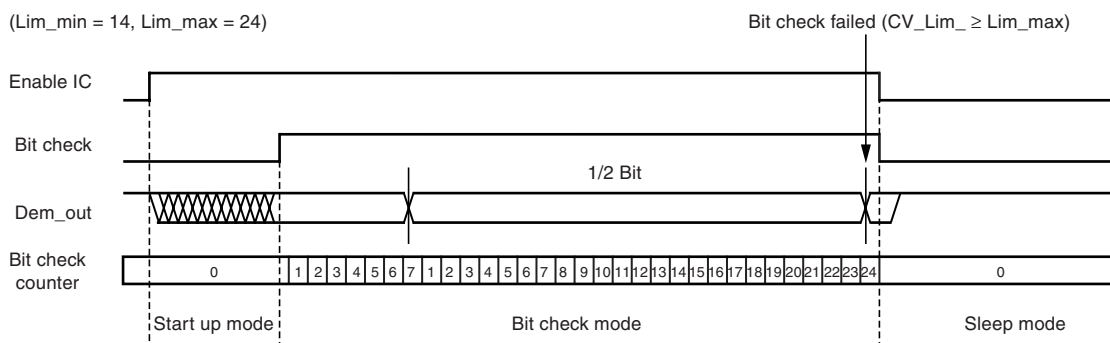 (Lim_min = 14, Lim_max = 24)
Bit check failed (CV_Lim_ ≥ Lim_max)
Enable IC
Bit check
1/2 Bit
Dem_out
Bit check counter
0 1 2 3 4 5 6 7 1 2 3 4 5 6 7 8 9 10 11 12 13 14 15 16 17 18 19 20 21 22 23 24 0
Start up mode
Bit check mode
Sleep mode